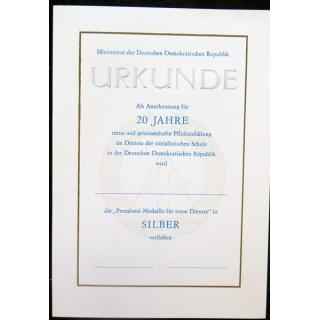 Ministerrat der Deutschen Demokratischen Republik
URKUNDE
Als Anerkennung für
20 JAHRE
treue und gewissenhafte Pflichterfüllung
im Dienste der sozialistischen Schule
in der Deutschen Demokratischen Republik
wird
die „Pestalozzi-Medaille für treue Dienste“ in
SILBER
verliehen